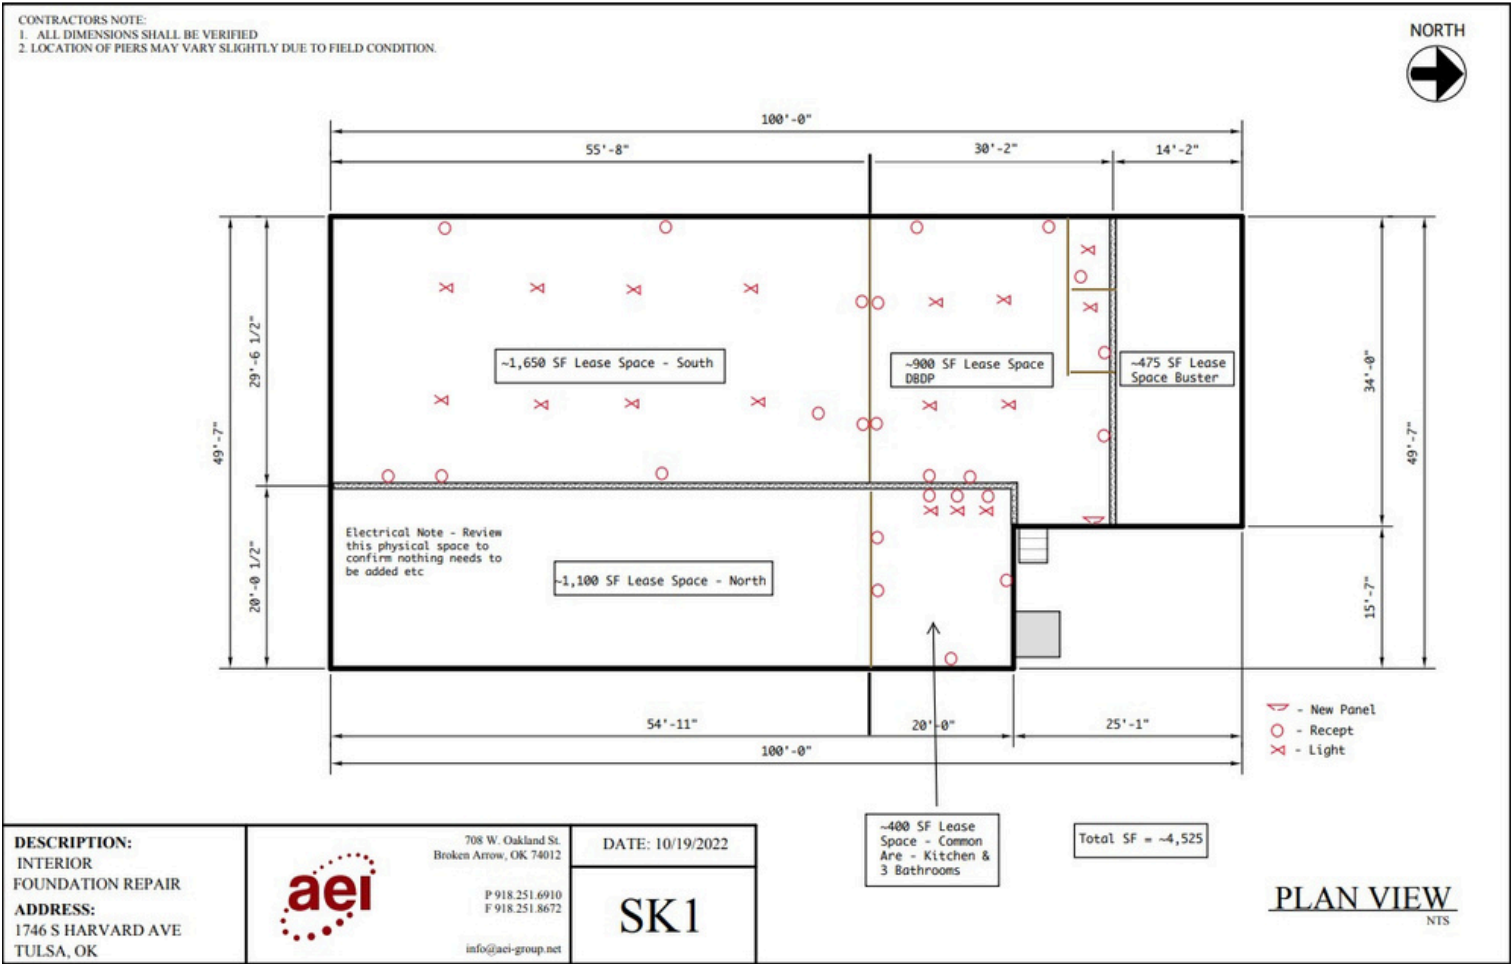 CONTRACTORS NOTE:
1. ALL DIMENSIONS SHALL BE VERIFIED
2. LOCATION OF PIERS MAY VARY SLIGHTLY DUE TO FIELD CONDITION.
NORTH
100'-0"
55'-8"
30'-2"
14'-2"
29'-6 1/2"
49'-7"
20'-0 1/2"
34'-0"
49'-7"
15'-7"
~1,650 SF Lease Space - South
~900 SF Lease Space
DBDP
~475 SF Lease
Space Buster
Electrical Note - Review
this physical space to
confirm nothing needs to
be added etc
~1,100 SF Lease Space - North
54'-11"
20'-0"
25'-1"
100'-0"
- New Panel
- Recept
- Light
~400 SF Lease
Space - Common
Are - Kitchen &
3 Bathrooms
Total SF = ~4,525
PLAN VIEW
NTS
DESCRIPTION:
INTERIOR
FOUNDATION REPAIR
ADDRESS:
1746 S HARVARD AVE
TULSA, OK
aei
708 W. Oakland St.
Broken Arrow, OK 74012
P 918.251.6910
F 918.251.8672
info@aei-group.net
DATE: 10/19/2022
SK1